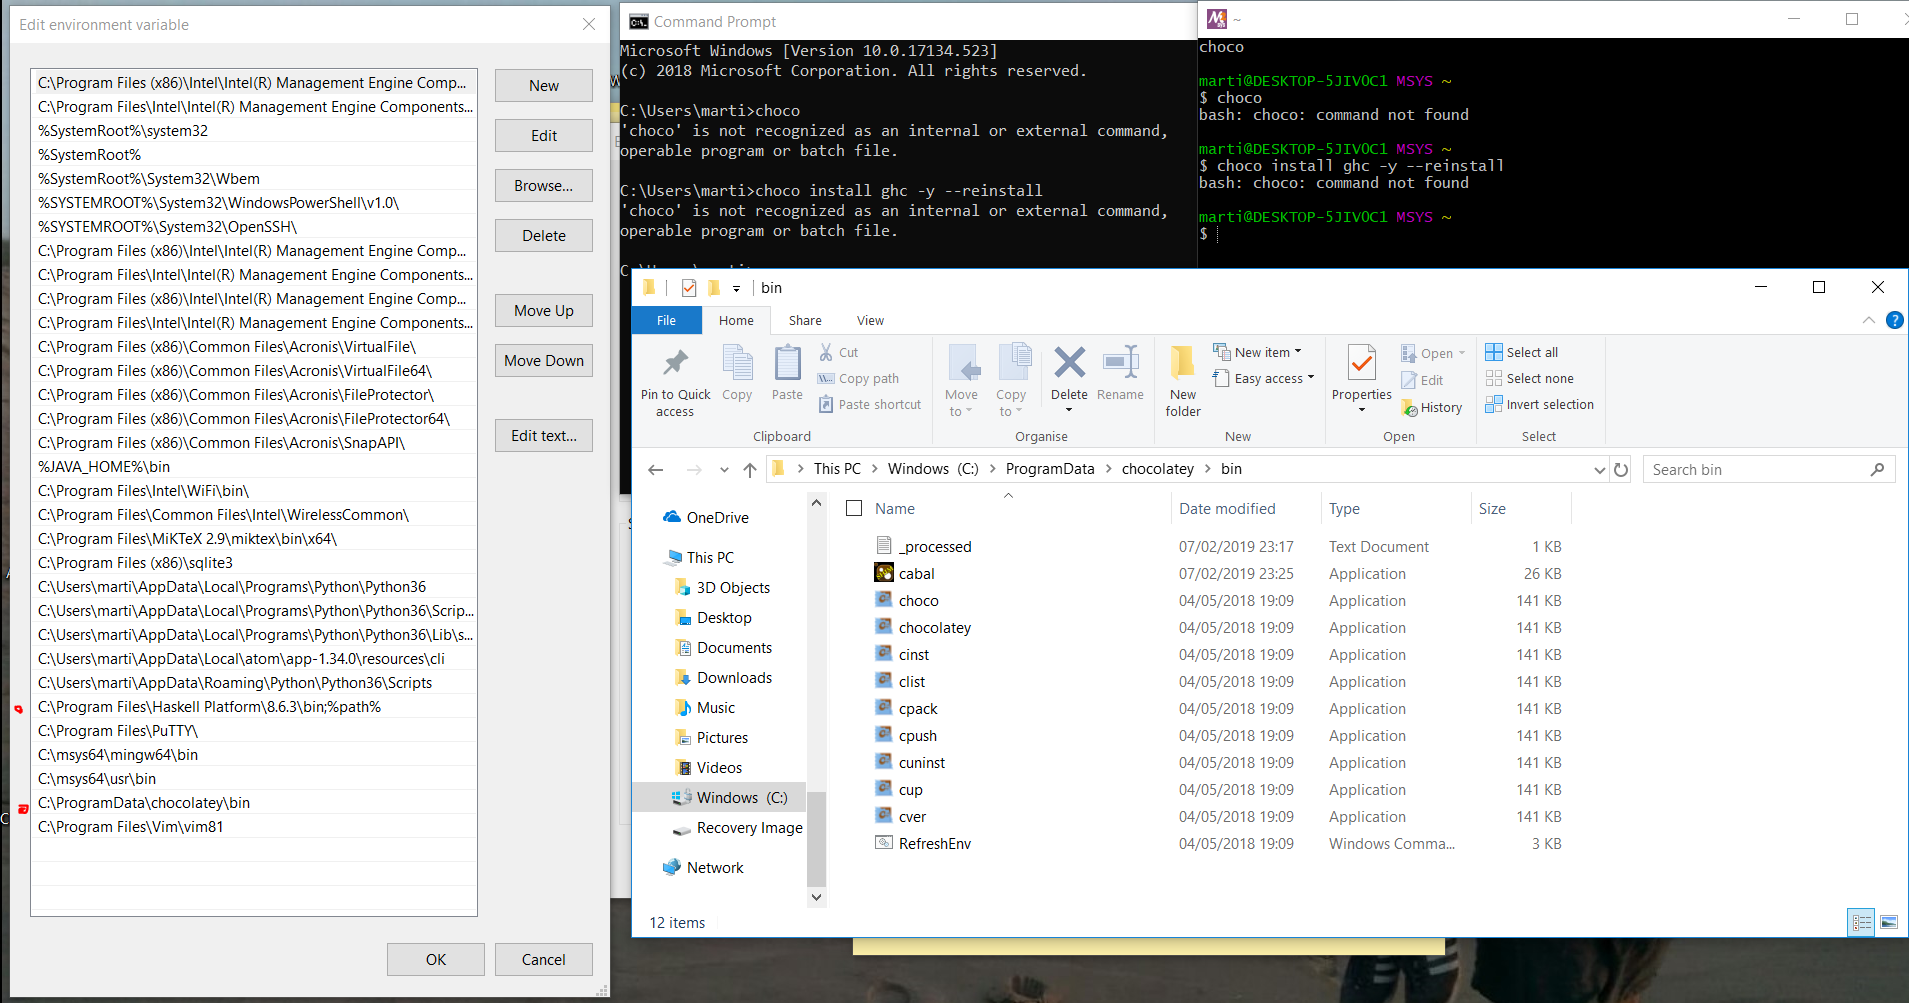 Edit environment variable
C:\Program Files (x86)\Intel\Intel(R) Management Engine Comp...
C:\Program Files\Intel\Intel(R) Management Engine Components...
%SystemRoot%\system32
%SystemRoot%
%SystemRoot%\System32\Wbem
%SYSTEMROOT%\System32\WindowsPowerShell\v1.0\
%SYSTEMROOT%\System32\OpenSSH\
C:\Program Files (x86)\Intel\Intel(R) Management Engine Comp...
C:\Program Files\Intel\Intel(R) Management Engine Components...
C:\Program Files (x86)\Intel\Intel(R) Management Engine Comp...
C:\Program Files\Intel\Intel(R) Management Engine Components...
C:\Program Files (x86)\Common Files\Acronis\VirtualFile\
C:\Program Files (x86)\Common Files\Acronis\VirtualFile64\
C:\Program Files (x86)\Common Files\Acronis\FileProtector\
C:\Program Files (x86)\Common Files\Acronis\FileProtector64\
C:\Program Files (x86)\Common Files\Acronis\SnapAPI\
%JAVA_HOME%\bin
C:\Program Files\Intel\WiFi\bin\
C:\Program Files\Common Files\Intel\WirelessCommon\
C:\Program Files\MiKTeX 2.9\miktex\bin\x64\
C:\Program Files (x86)\sqlite3
C:\Users\marti\AppData\Local\Programs\Python\Python36
C:\Users\marti\AppData\Local\Programs\Python\Python36\Scrip...
C:\Users\marti\AppData\Local\Programs\Python\Python36\Lib\s...
C:\Users\marti\AppData\Local\atom\app-1.34.0\resources\cli
C:\Users\marti\AppData\Roaming\Python\Python36\Scripts
C:\Program Files\Haskell Platform\8.6.3\bin;%path%
C:\Program Files\PuTTY\
C:\msys64\mingw64\bin
C:\msys64\usr\bin
C:\ProgramData\chocolatey\bin
C:\Program Files\Vim\vim81
New
Edit
Browse...
Delete
Move Up
Move Down
Edit text...
OK
Cancel
Command Prompt
Microsoft Windows [Version 10.0.17134.523]
(c) 2018 Microsoft Corporation. All rights reserved.
C:\Users\marti>choco
'choco' is not recognized as an internal or external command,
operable program or batch file.
C:\Users\marti>choco install ghc -y --reinstall
'choco' is not recognized as an internal or external command,
operable program or batch file.
~
choco
marti@DESKTOP-5JIVOC1 MSYS ~
$ choco
bash: choco: command not found
marti@DESKTOP-5JIVOC1 MSYS ~
$ choco install ghc -y --reinstall
bash: choco: command not found
marti@DESKTOP-5JIVOC1 MSYS ~
$
bin
File Home Share View
Pin to Quick access
Copy
Paste
Cut
Copy path
Paste shortcut
Clipboard
Move to
Copy to
Delete
Rename
Organise
New folder
New item
Easy access
New
Properties
Open
Edit
History
Open
Select all
Select none
Invert selection
Select
This PC > Windows (C:) > ProgramData > chocolatey > bin
Search bin
OneDrive
This PC
3D Objects
Desktop
Documents
Downloads
Music
Pictures
Videos
Windows (C:)
Recovery Image
Network
Name Date modified Type Size
_processed 07/02/2019 23:17 Text Document 1 KB
cabal 07/02/2019 23:25 Application 26 KB
choco 04/05/2018 19:09 Application 141 KB
chocolatey 04/05/2018 19:09 Application 141 KB
cinst 04/05/2018 19:09 Application 141 KB
clist 04/05/2018 19:09 Application 141 KB
cpack 04/05/2018 19:09 Application 141 KB
cpush 04/05/2018 19:09 Application 141 KB
cuninst 04/05/2018 19:09 Application 141 KB
cup 04/05/2018 19:09 Application 141 KB
cver 04/05/2018 19:09 Application 141 KB
RefreshEnv 04/05/2018 19:09 Windows Comma... 3 KB
12 items